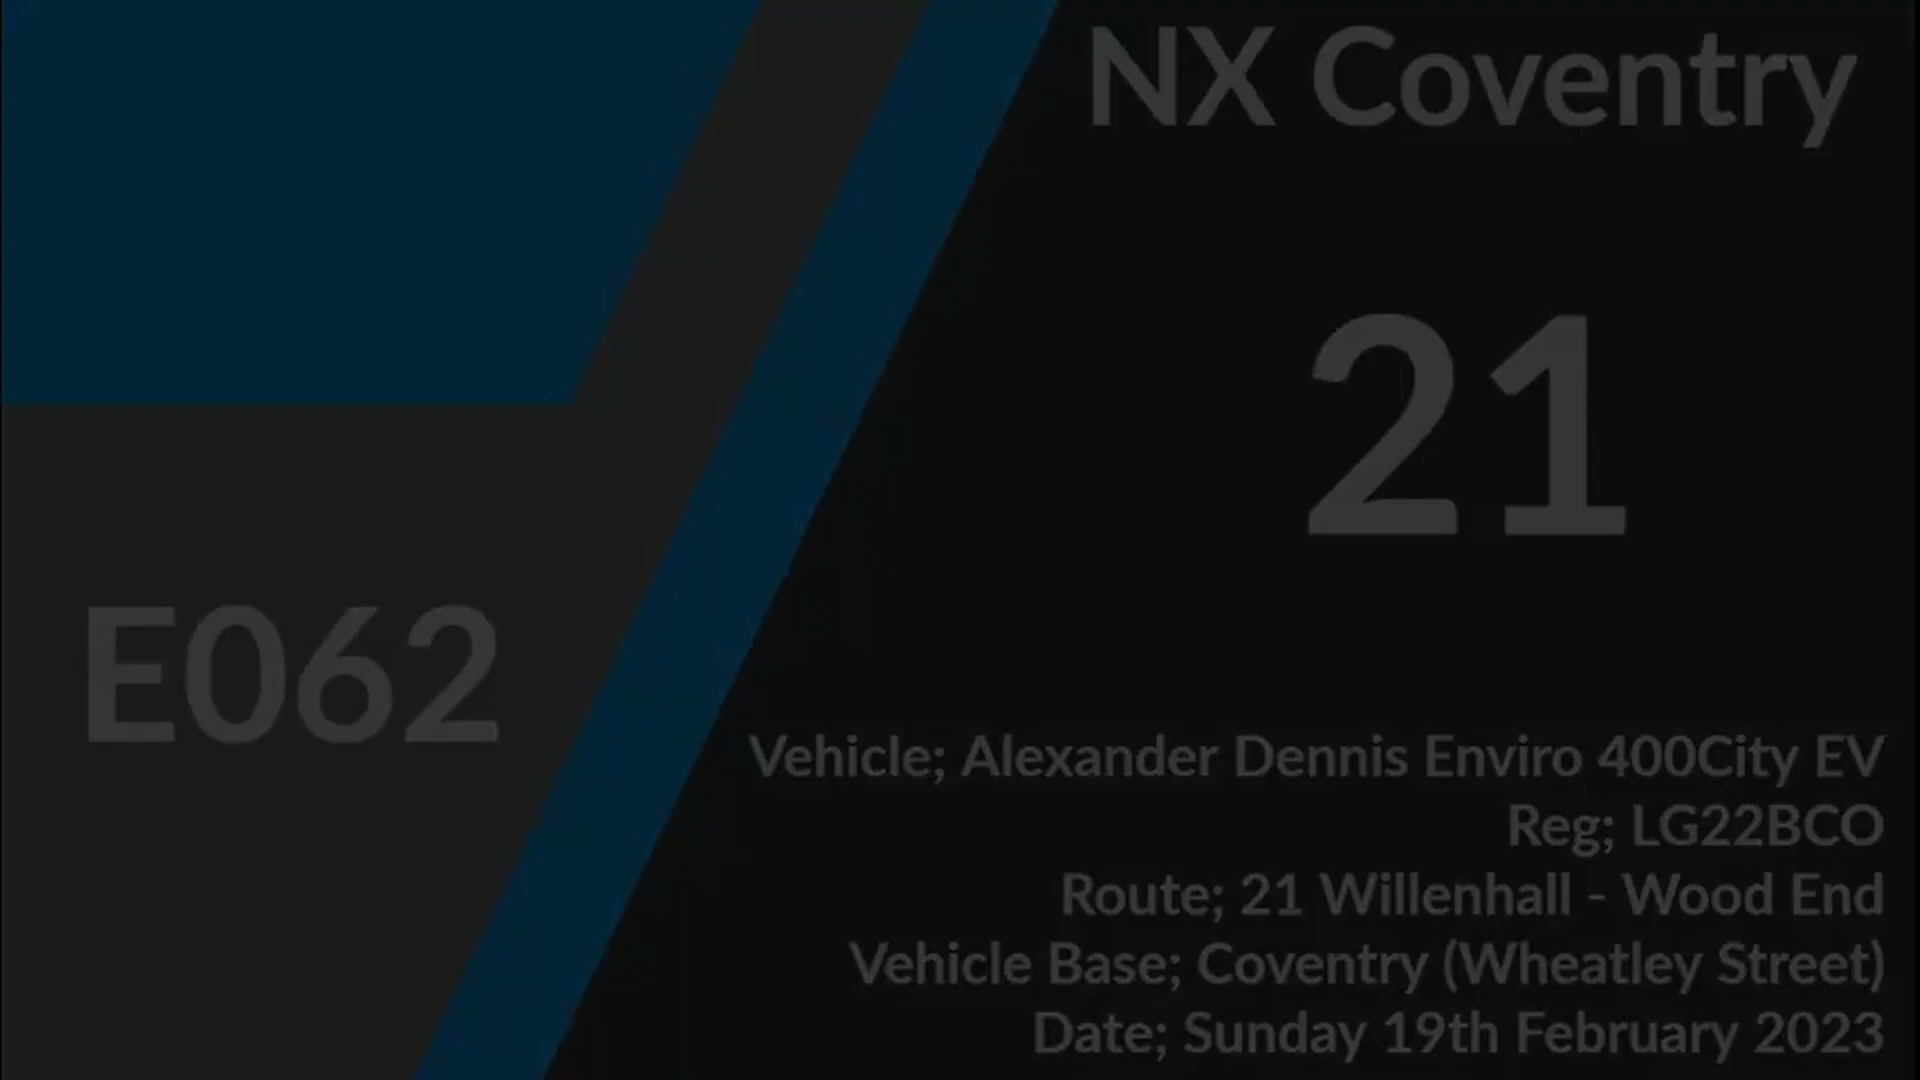 NX Coventry
21
E062
Vehicle; Alexander Dennis Enviro 400City EV
Reg; LG22BCO
Route; 21 Willenhall - Wood End
Vehicle Base; Coventry (Wheatley Street)
Date; Sunday 19th February 2023